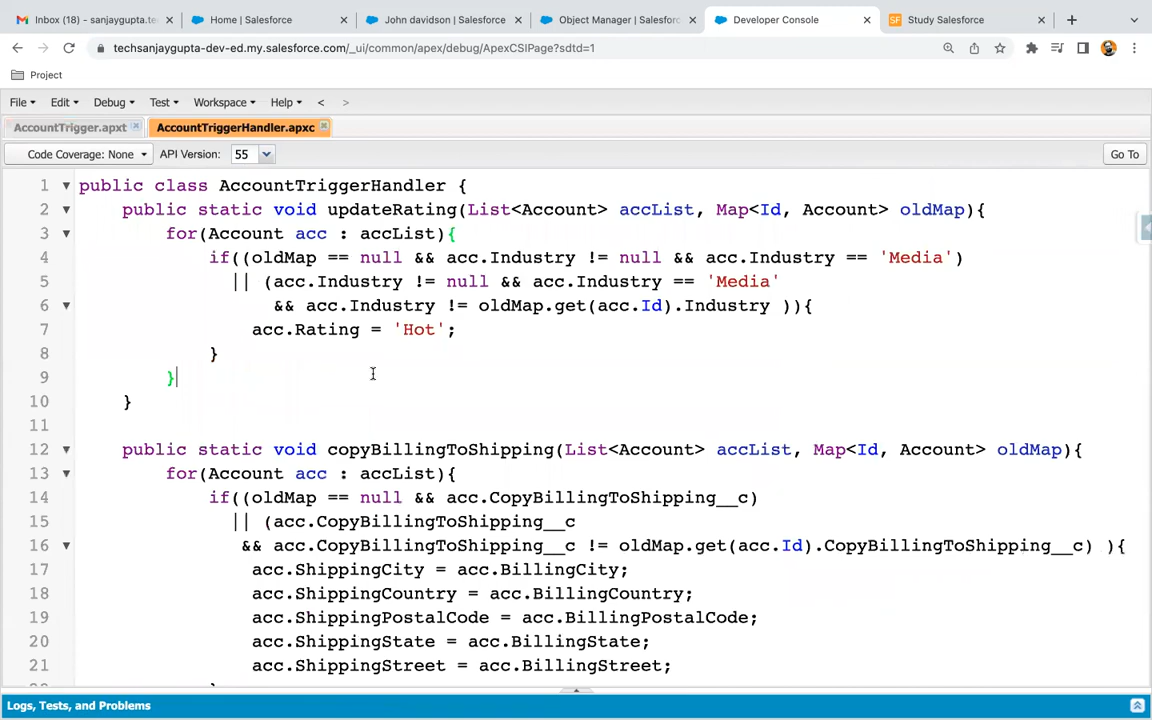 Inbox (18) - sanjaygupta.te
Home | Salesforce
John davidson | Salesforce
Object Manager | Salesforc
Developer Console
SF Study Salesforce
techsanjaygupta-dev-ed.my.salesforce.com/_ui/common/apex/debug/ApexCSIPage?sdtd=1
Project
File Edit Debug Test Workspace Help < >
AccountTrigger.apxt AccountTriggerHandler.apxc
Code Coverage: None API Version: 55 Go To
1 public class AccountTriggerHandler {
2 public static void updateRating(List<Account> accList, Map<Id, Account> oldMap){
3 for(Account acc : accList){
4 if((oldMap == null && acc.Industry != null && acc.Industry == 'Media')
5 || (acc.Industry != null && acc.Industry == 'Media'
6 && acc.Industry != oldMap.get(acc.Id).Industry )){
7 acc.Rating = 'Hot';
8 }
9 }
10 }
11
12 public static void copyBillingToShipping(List<Account> accList, Map<Id, Account> oldMap){
13 for(Account acc : accList){
14 if((oldMap == null && acc.CopyBillingToShipping__c)
15 || (acc.CopyBillingToShipping__c
16 && acc.CopyBillingToShipping__c != oldMap.get(acc.Id).CopyBillingToShipping__c) ){
17 acc.ShippingCity = acc.BillingCity;
18 acc.ShippingCountry = acc.BillingCountry;
19 acc.ShippingPostalCode = acc.BillingPostalCode;
20 acc.ShippingState = acc.BillingState;
21 acc.ShippingStreet = acc.BillingStreet;
Logs, Tests, and Problems